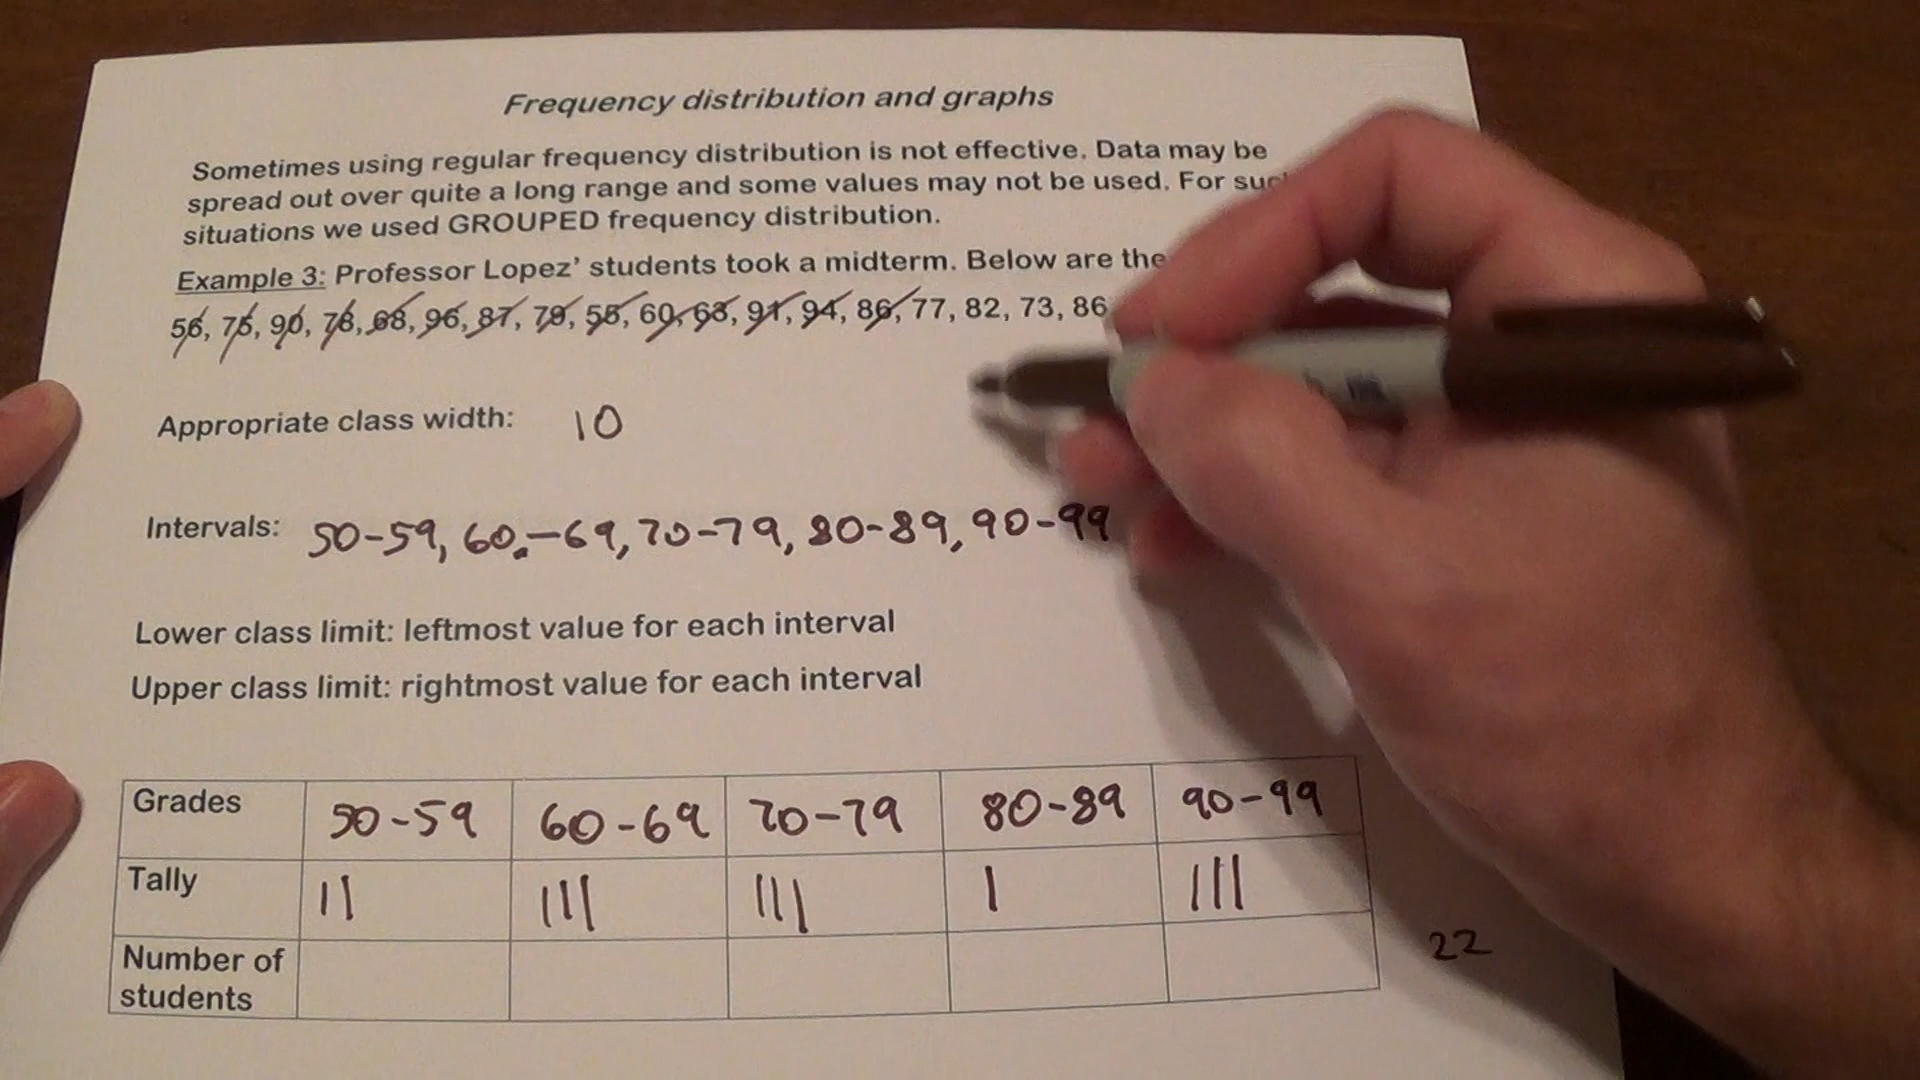 Frequency distribution and graphs
Sometimes using regular frequency distribution is not effective. Data may be
spread out over quite a long range and some values may not be used. For
situations we used GROUPED frequency distribution.
Example 3: Professor Lopez’ students took a midterm. Below are the
56, 75, 90, 78, 68, 96, 87, 79, 55, 60, 63, 91, 94, 86, 77, 82, 73, 86
Appropriate class width: 10
Intervals: 50-59, 60.-69, 70-79, 80-89, 90-99
Lower class limit: leftmost value for each interval
Upper class limit: rightmost value for each interval
Grades 50-59 60-69 70-79 80-89 90-99
Tally || ||| ||| | |||
Number of
students
22